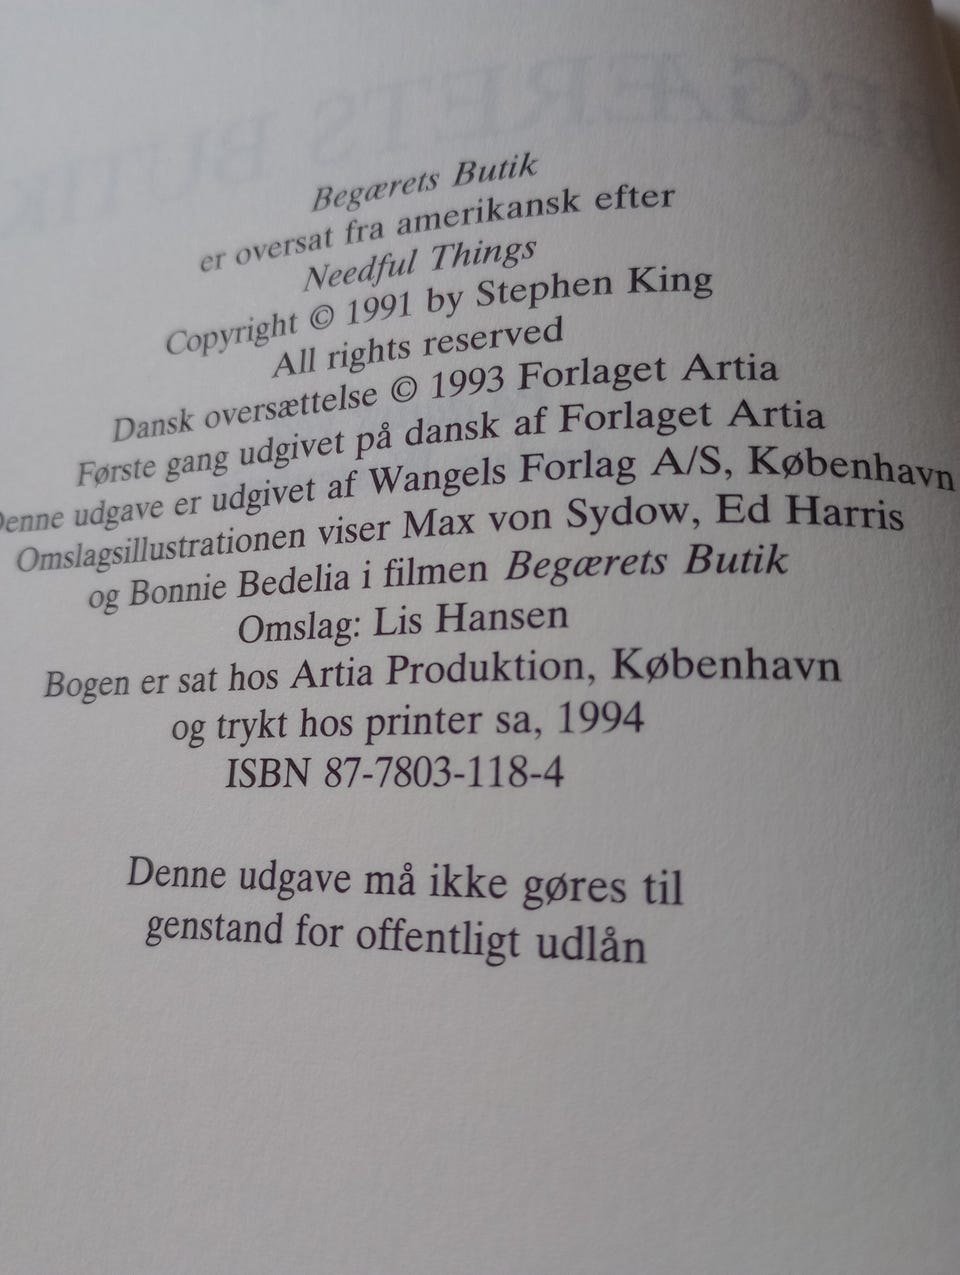 Begærets Butik
er oversat fra amerikansk efter
Needful Things
Copyright © 1991 by Stephen King
All rights reserved
Dansk oversættelse © 1993 Forlaget Artia
Første gang udgivet på dansk af Forlaget Artia
Denne udgave er udgivet af Wangels Forlag A/S, København
Omslagsillustrationen viser Max von Sydow, Ed Harris
og Bonnie Bedelia i filmen Begærets Butik
Omslag: Lis Hansen
Bogen er sat hos Artia Produktion, København
og trykt hos printer sa, 1994
ISBN 87-7803-118-4
Denne udgave må ikke gøres til
genstand for offentligt udlån